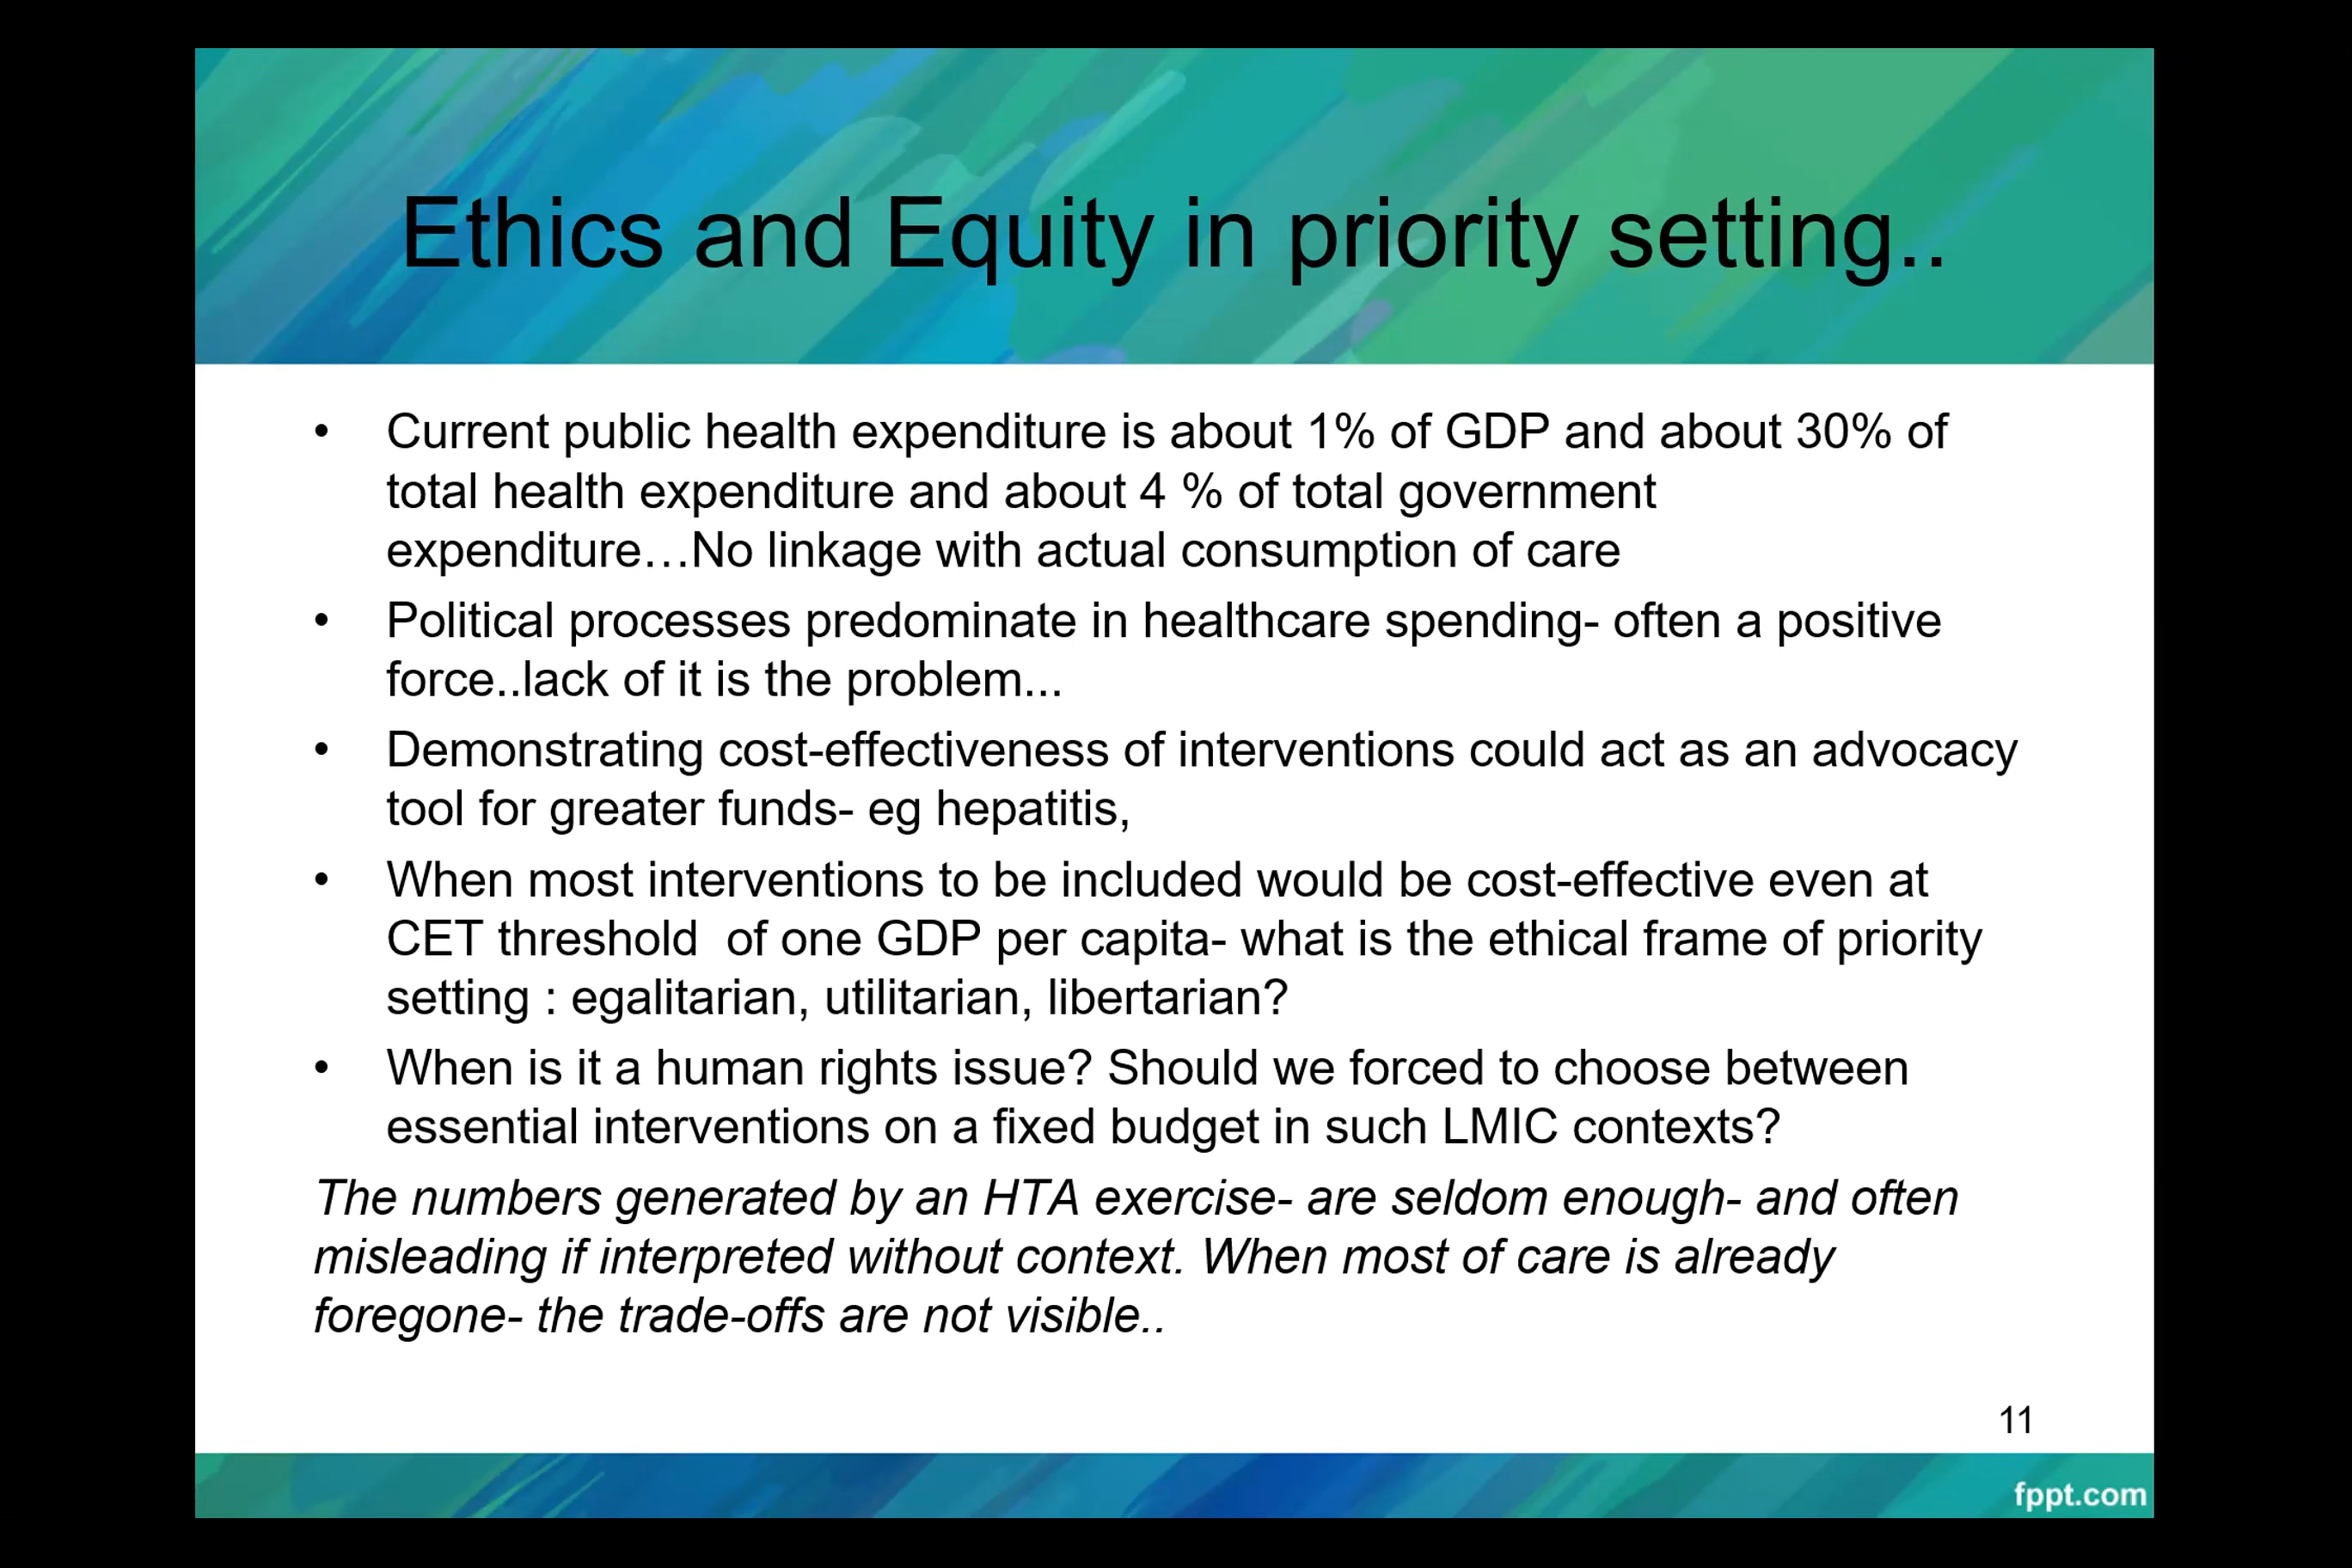 Ethics and Equity in priority setting..
• Current public health expenditure is about 1% of GDP and about 30% of
total health expenditure and about 4 % of total government
expenditure…No linkage with actual consumption of care
• Political processes predominate in healthcare spending- often a positive
force..lack of it is the problem...
• Demonstrating cost-effectiveness of interventions could act as an advocacy
tool for greater funds- eg hepatitis,
• When most interventions to be included would be cost-effective even at
CET threshold  of one GDP per capita- what is the ethical frame of priority
setting : egalitarian, utilitarian, libertarian?
• When is it a human rights issue? Should we forced to choose between
essential interventions on a fixed budget in such LMIC contexts?
The numbers generated by an HTA exercise- are seldom enough- and often
misleading if interpreted without context. When most of care is already
foregone- the trade-offs are not visible..
11
fppt.com